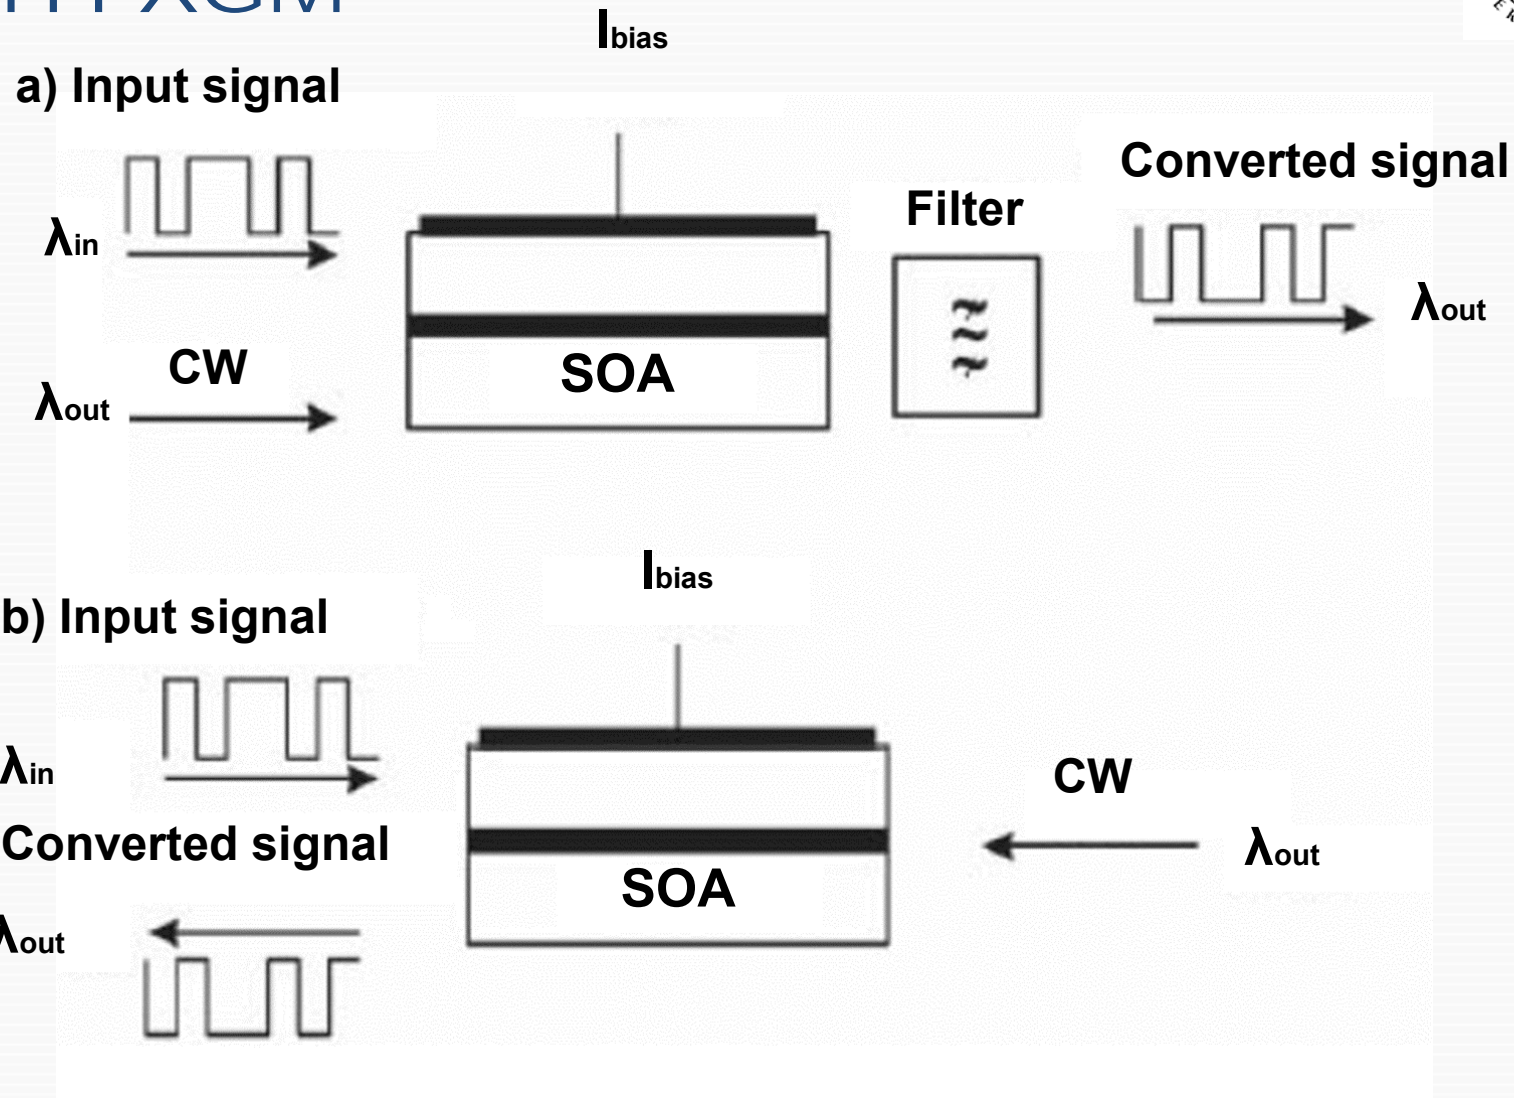 XGM
Ibias
a) Input signal
Converted signal
Filter
λin
λout
CW
SOA
λout
Ibias
b) Input signal
λin
CW
Converted signal
λout
SOA
λout